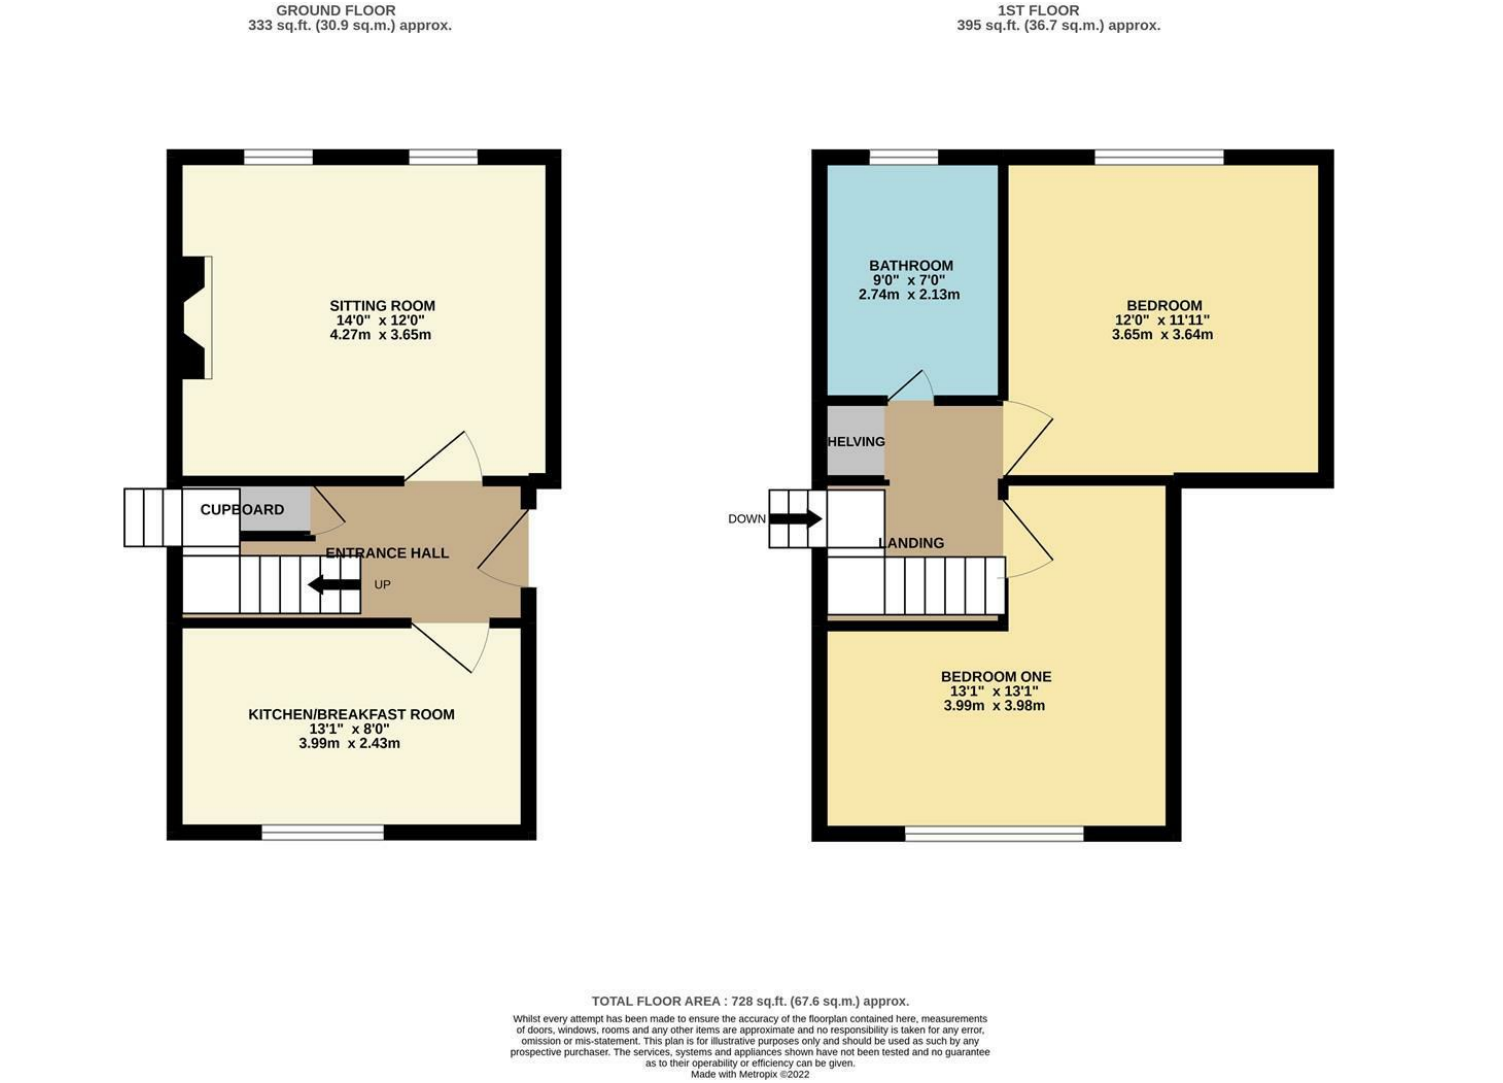 GROUND FLOOR
333 sq.ft. (30.9 sq.m.) approx.
1ST FLOOR
395 sq.ft. (36.7 sq.m.) approx.
SITTING ROOM
14'0" x 12'0"
4.27m x 3.65m
CUPBOARD
ENTRANCE HALL
UP
KITCHEN/BREAKFAST ROOM
13'1" x 8'0"
3.99m x 2.43m
BATHROOM
9'0" x 7'0"
2.74m x 2.13m
BEDROOM
12'0" x 11'11"
3.65m x 3.64m
HELVING
DOWN
LANDING
BEDROOM ONE
13'1" x 13'1"
3.99m x 3.98m
TOTAL FLOOR AREA : 728 sq.ft. (67.6 sq.m.) approx.
Whilst every attempt has been made to ensure the accuracy of the floorplan contained here, measurements
of doors, windows, rooms and any other items are approximate and no responsibility is taken for any error,
omission or mis-statement. This plan is for illustrative purposes only and should be used as such by any
prospective purchaser. The services, systems and appliances shown have not been tested and no guarantee
as to their operability or efficiency can be given.
Made with Metropix ©2022